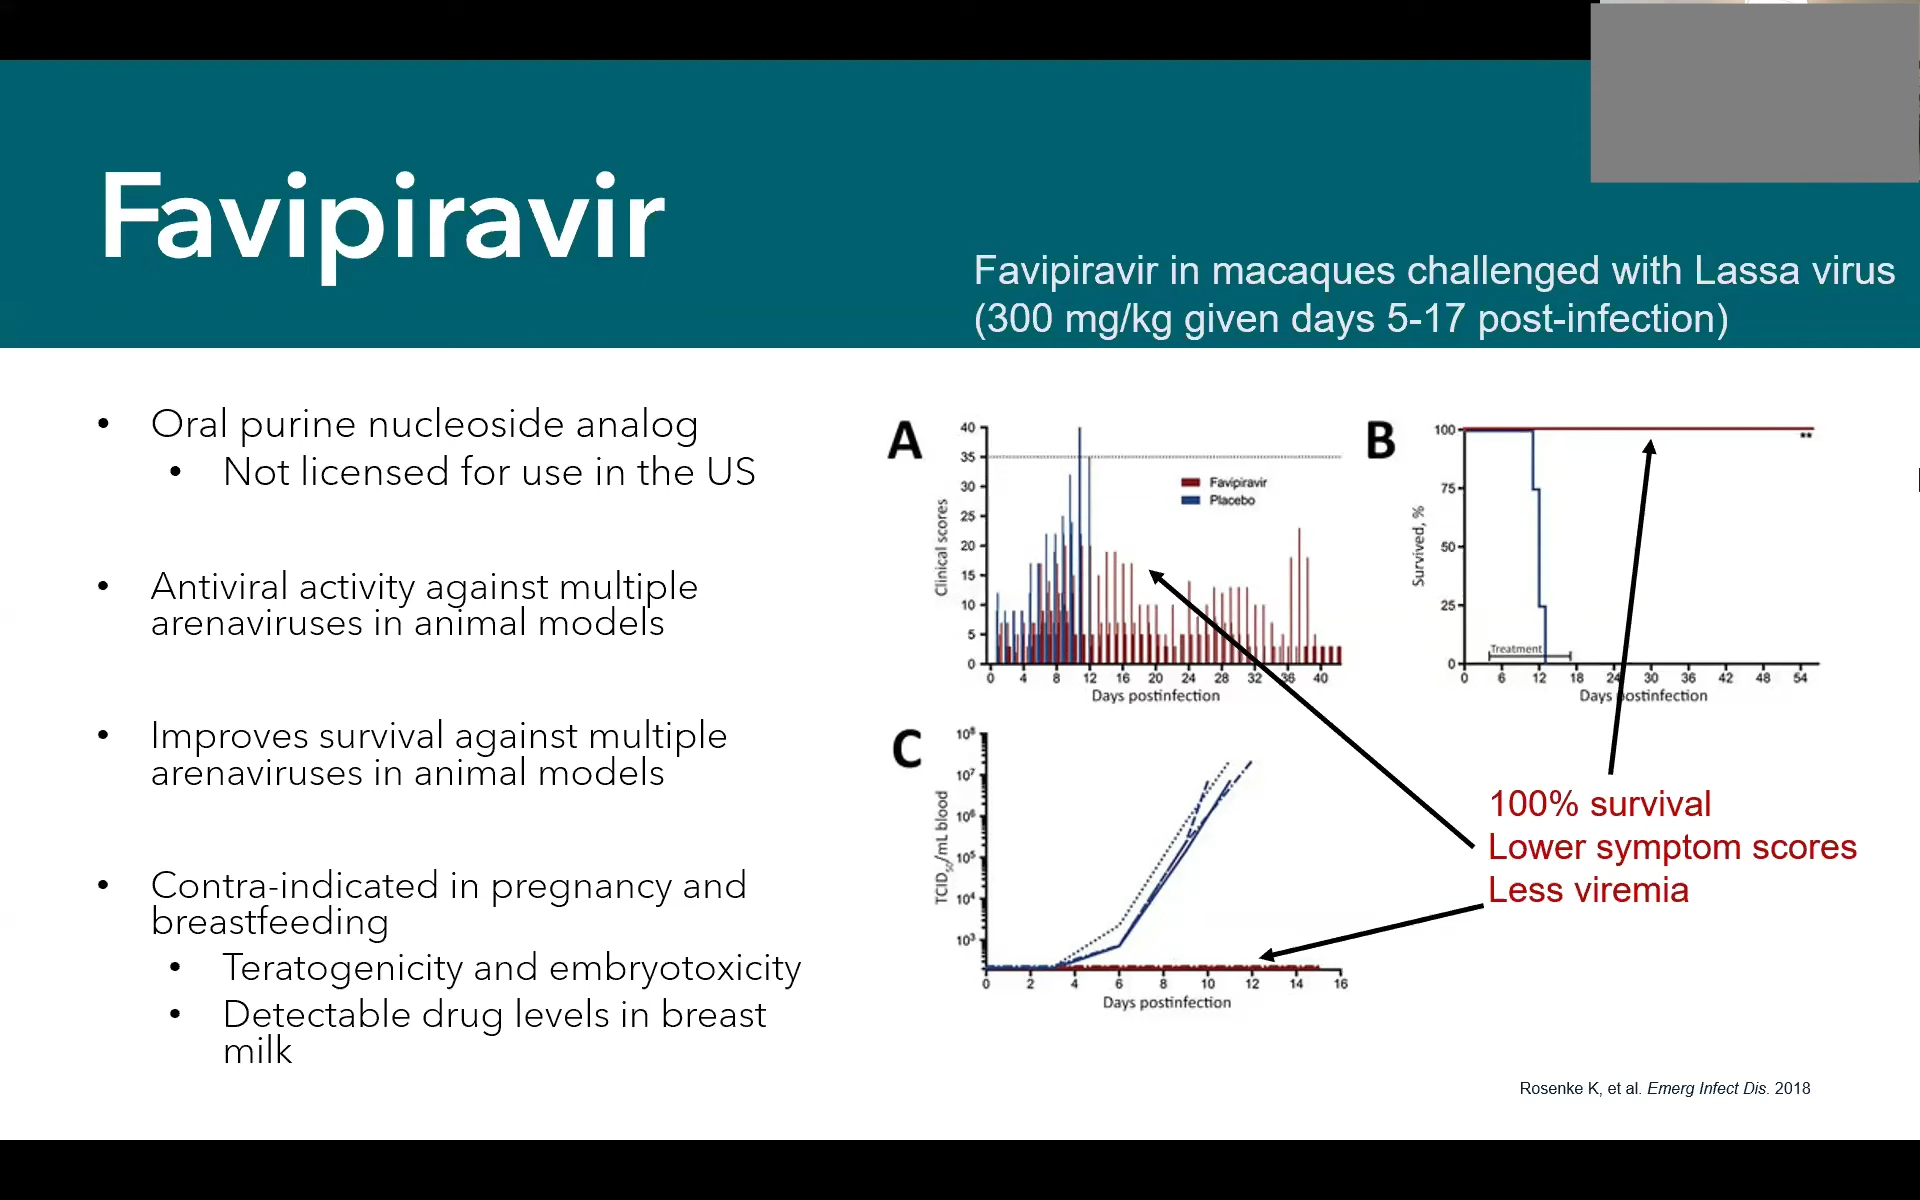 Favipiravir
Favipiravir in macaques challenged with Lassa virus
(300 mg/kg given days 5-17 post-infection)
• Oral purine nucleoside analog
• Not licensed for use in the US
• Antiviral activity against multiple
arenaviruses in animal models
• Improves survival against multiple
arenaviruses in animal models
• Contra-indicated in pregnancy and
breastfeeding
• Teratogenicity and embryotoxicity
• Detectable drug levels in breast
milk
A
Clinical scores
40
35
30
25
20
15
10
5
0
Favipiravir
Placebo
0 4 8 12 16 20 24 28 32 36 40
Days postinfection
B
Survived, %
100
75
50
25
0
**
Treatment
0 6 12 18 24 30 36 42 48 54
Days postinfection
C
TCID₅₀/mL blood
10⁸
10⁷
10⁶
10⁵
10⁴
10³
0 2 4 6 8 10 12 14 16
Days postinfection
100% survival
Lower symptom scores
Less viremia
Rosenke K, et al. Emerg Infect Dis. 2018